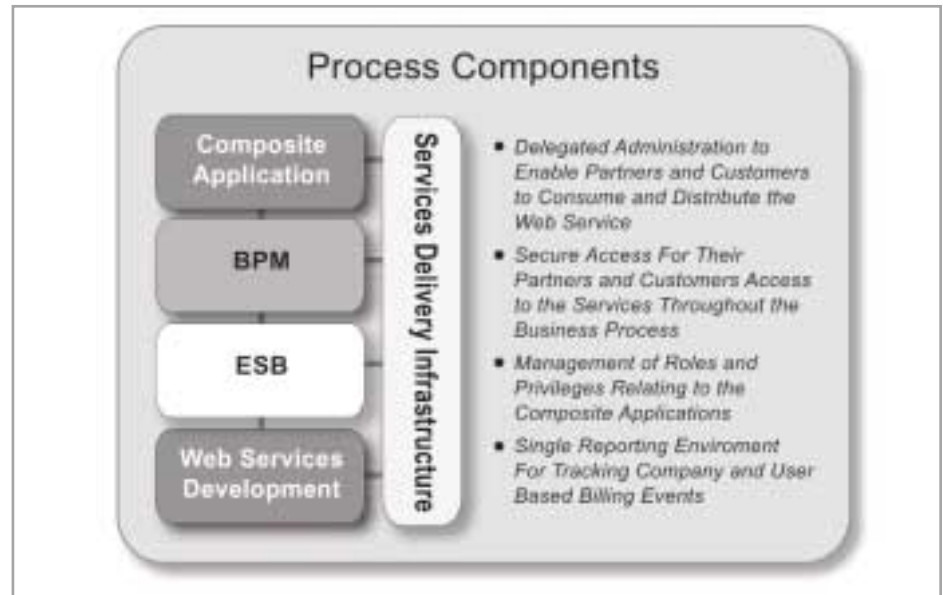 Process Components
Composite
Application
BPM
ESB
Web Services
Development
Services Delivery Infrastructure
▪ Delegated Administration to
Enable Partners and Customers
to Consume and Distribute the
Web Service
▪ Secure Access For Their
Partners and Customers Access
to the Services Throughout the
Business Process
▪ Management of Roles and
Privileges Relating to the
Composite Applications
▪ Single Reporting Enviroment
For Tracking Company and User
Based Billing Events